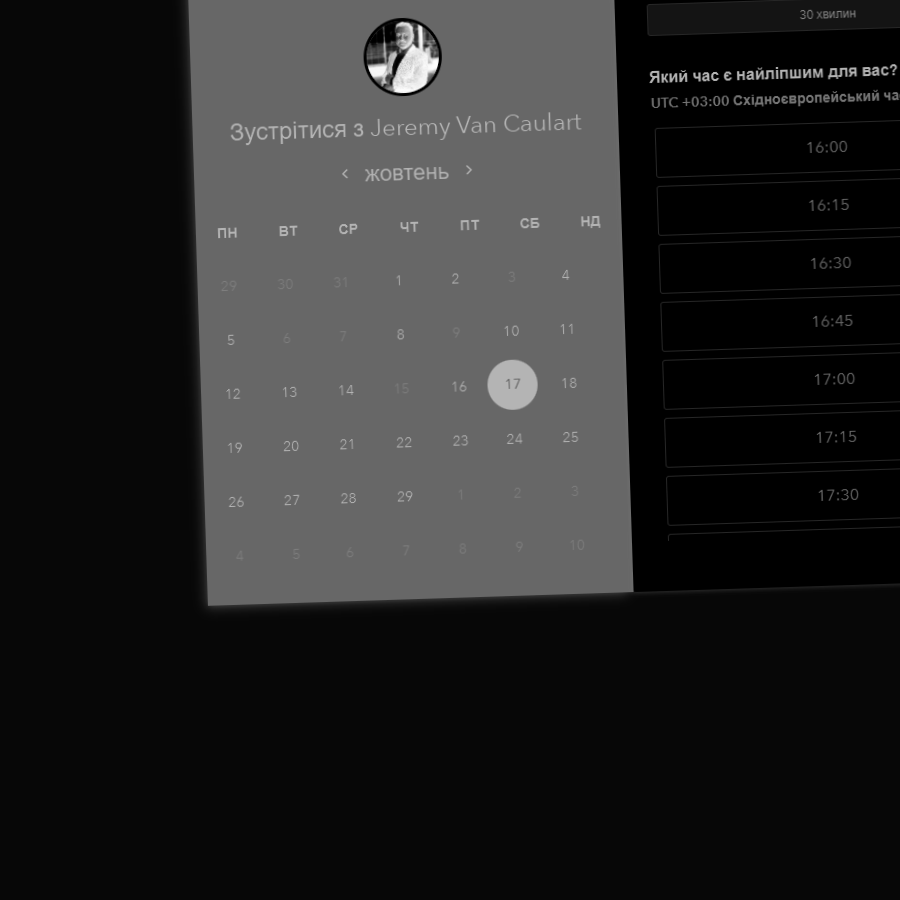 Зустрітися з Jeremy Van Caulart
жовтень
ПН ВТ СР ЧТ ПТ СБ НД
29 30 31 1 2 3 4
5 6 7 8 9 10 11
12 13 14 15 16 17 18
19 20 21 22 23 24 25
26 27 28 29 1 2 3
4 5 6 7 8 9 10
30 хвилин
Який час є найліпшим для вас?
UTC +03:00 Східноєвропейський
16:00
16:15
16:30
16:45
17:00
17:15
17:30